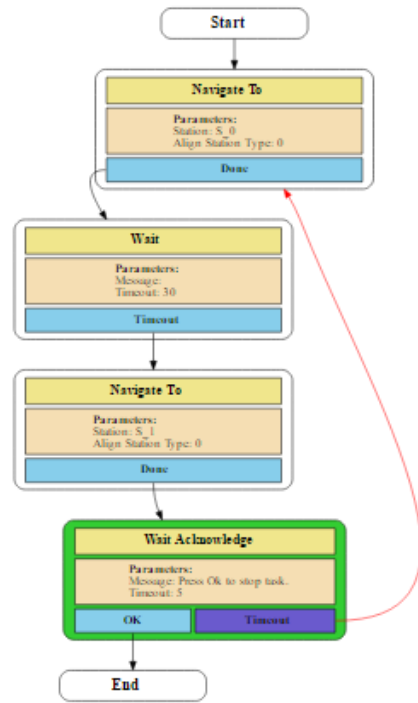 Start
Navigate To
Parameters:
Station: S_0
Align Station Type: 0
Done
Wait
Parameters:
Message:
Timeout: 30
Timeout
Navigate To
Parameters:
Station: S_1
Align Station Type: 0
Done
Wait Acknowledge
Parameters:
Message: Press Ok to stop task.
Timeout: 5
OK Timeout
End